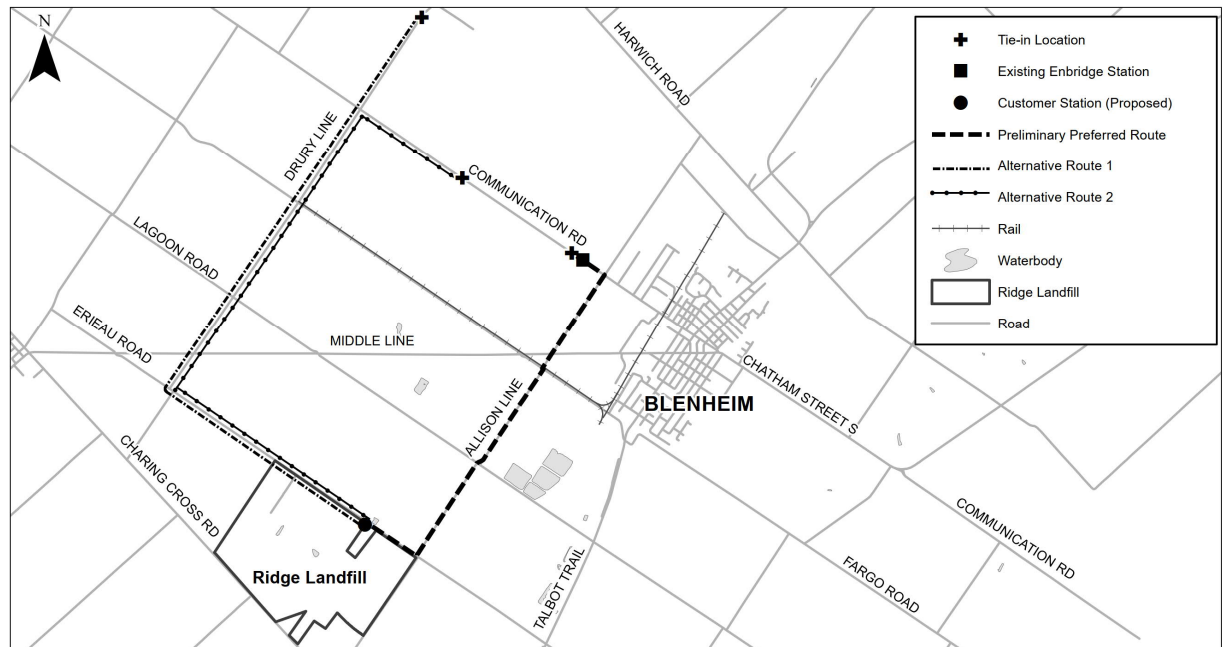 N
Tie-in Location
Existing Enbridge Station
Customer Station (Proposed)
Preliminary Preferred Route
Alternative Route 1
Alternative Route 2
Rail
Waterbody
Ridge Landfill
Road
HARWICH ROAD
DRURY LINE
COMMUNICATION RD
LAGOON ROAD
ERIEAU ROAD
MIDDLE LINE
ALLISON LINE
CHATHAM STREET S
BLENHEIM
CHARING CROSS RD
COMMUNICATION RD
FARGO ROAD
TALBOT TRAIL
Ridge Landfill